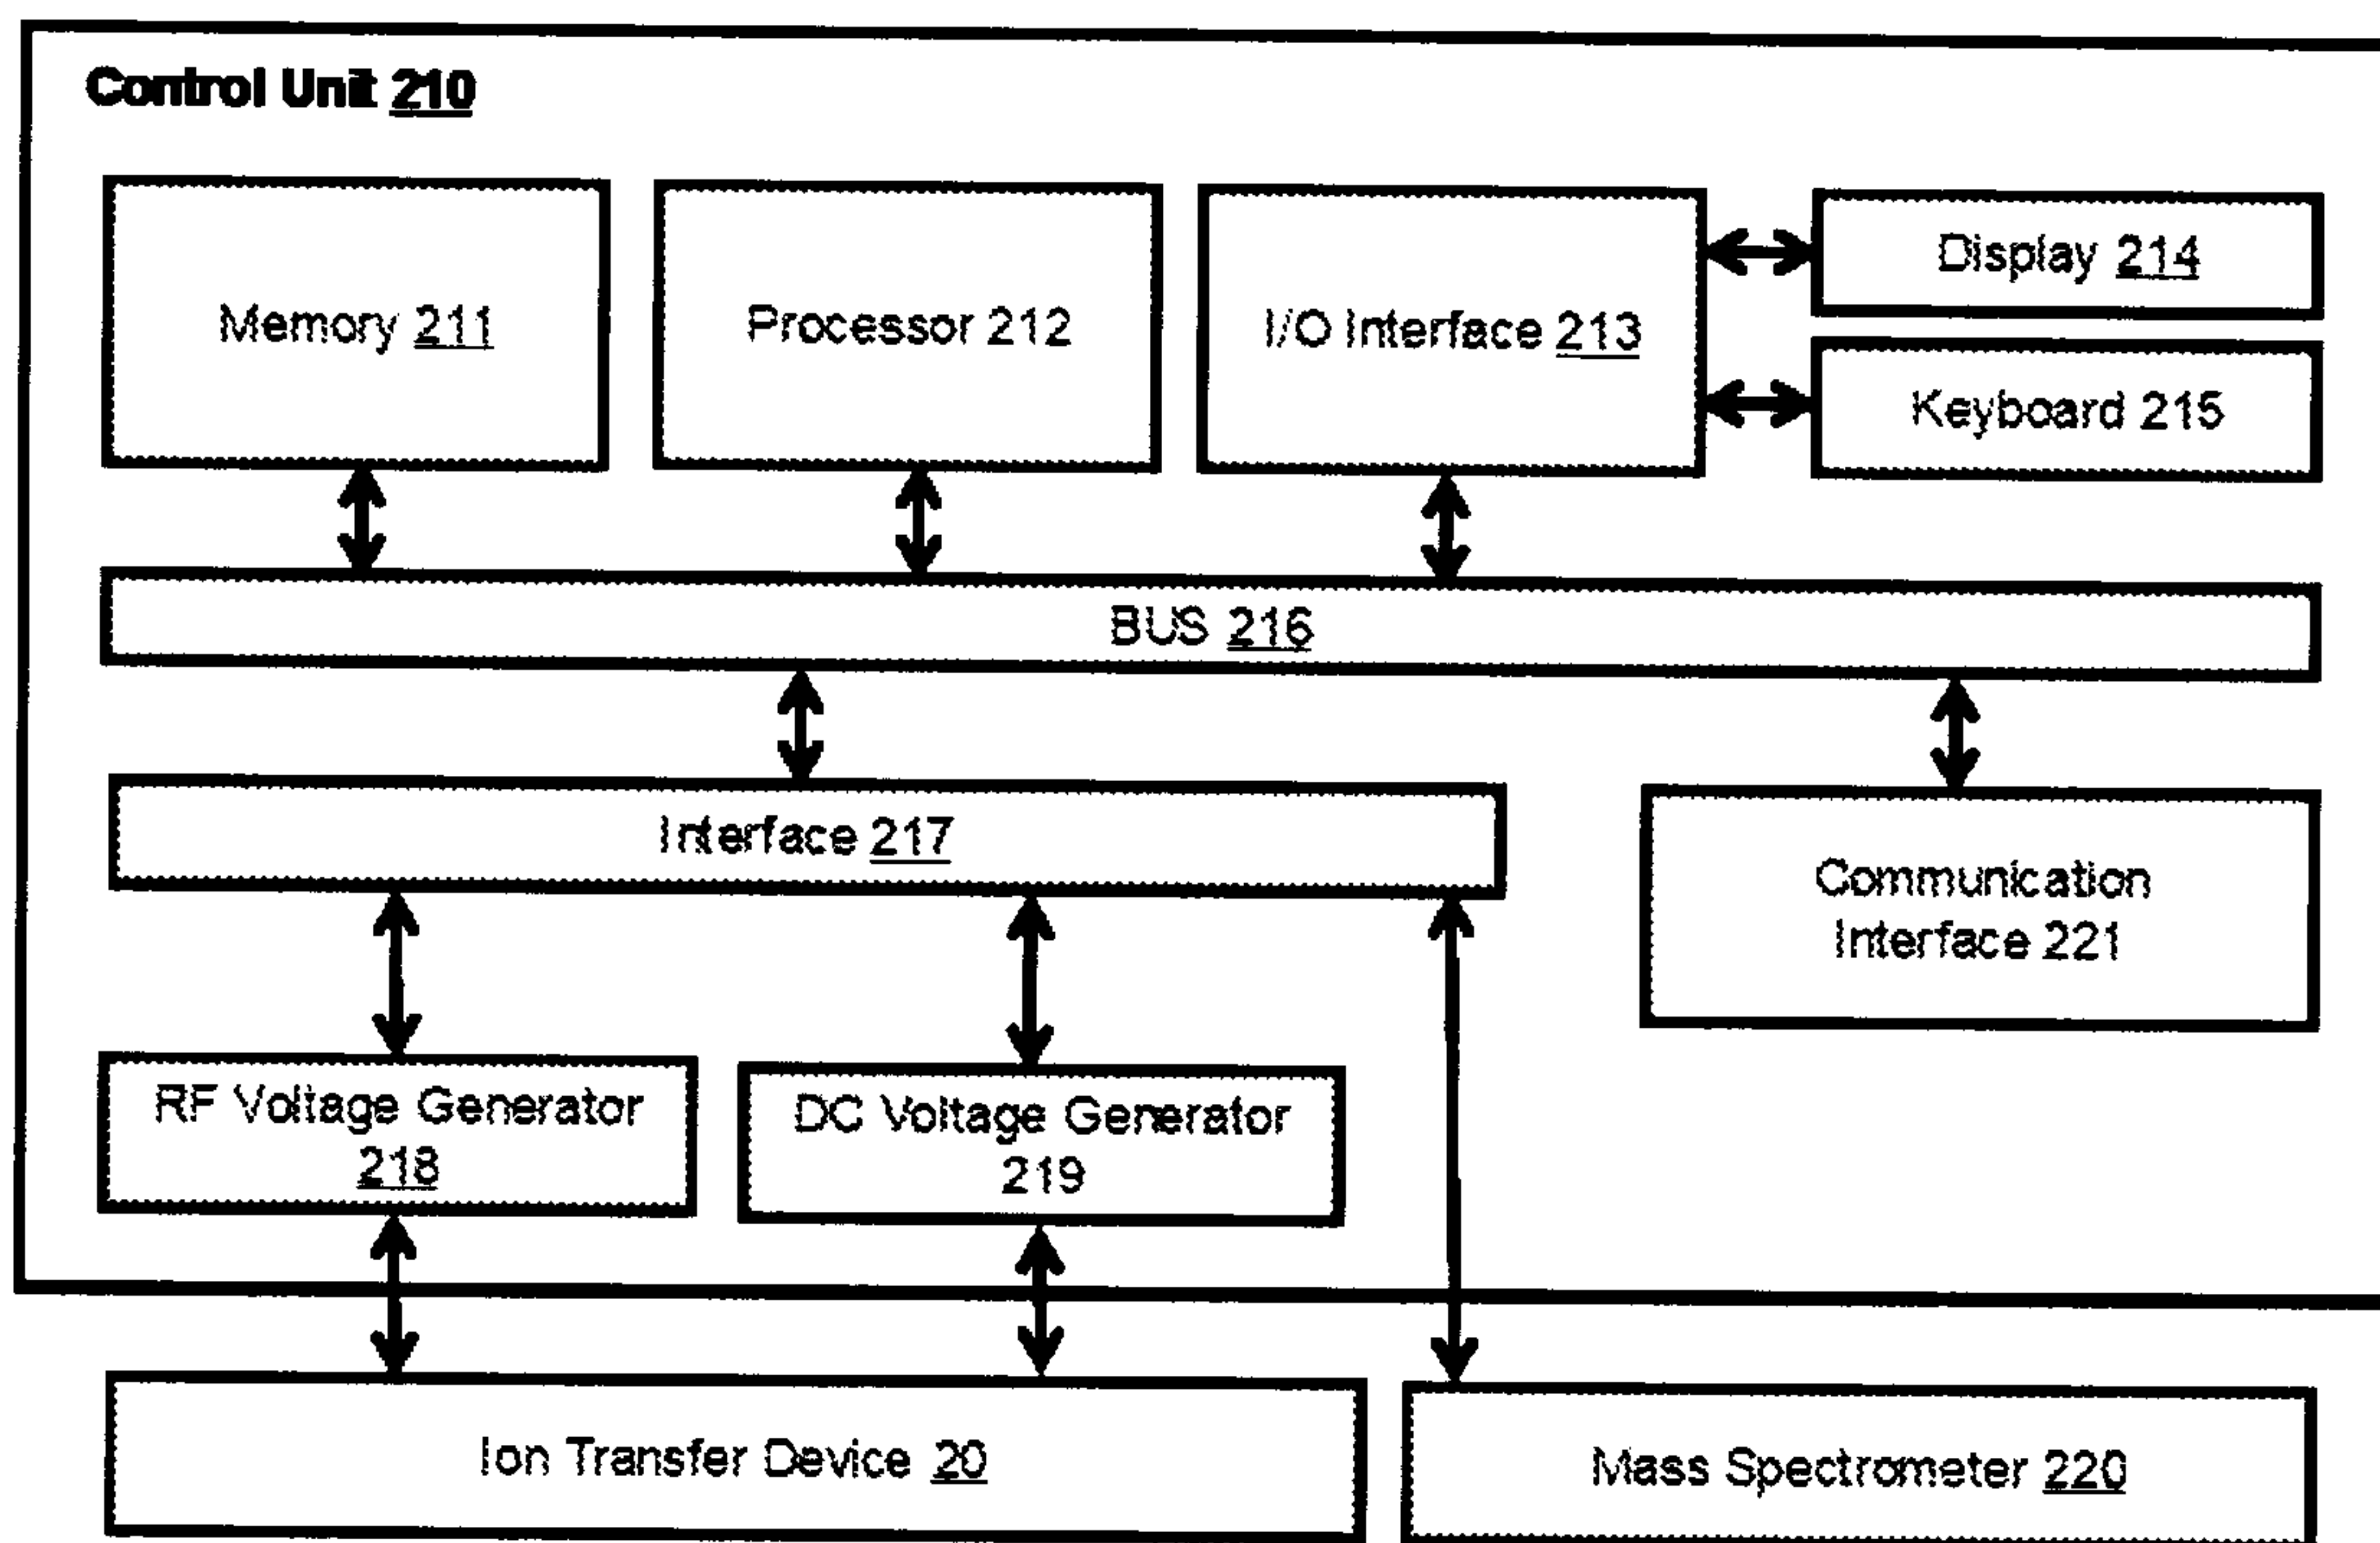 Control Unit 210
Memory 211
Processor 212
I/O Interface 213
Display 214
Keyboard 215
BUS 216
Interface 217
Communication
Interface 221
RF Voltage Generator
218
DC Voltage Generator
219
Ion Transfer Device 20
Mass Spectrometer 220